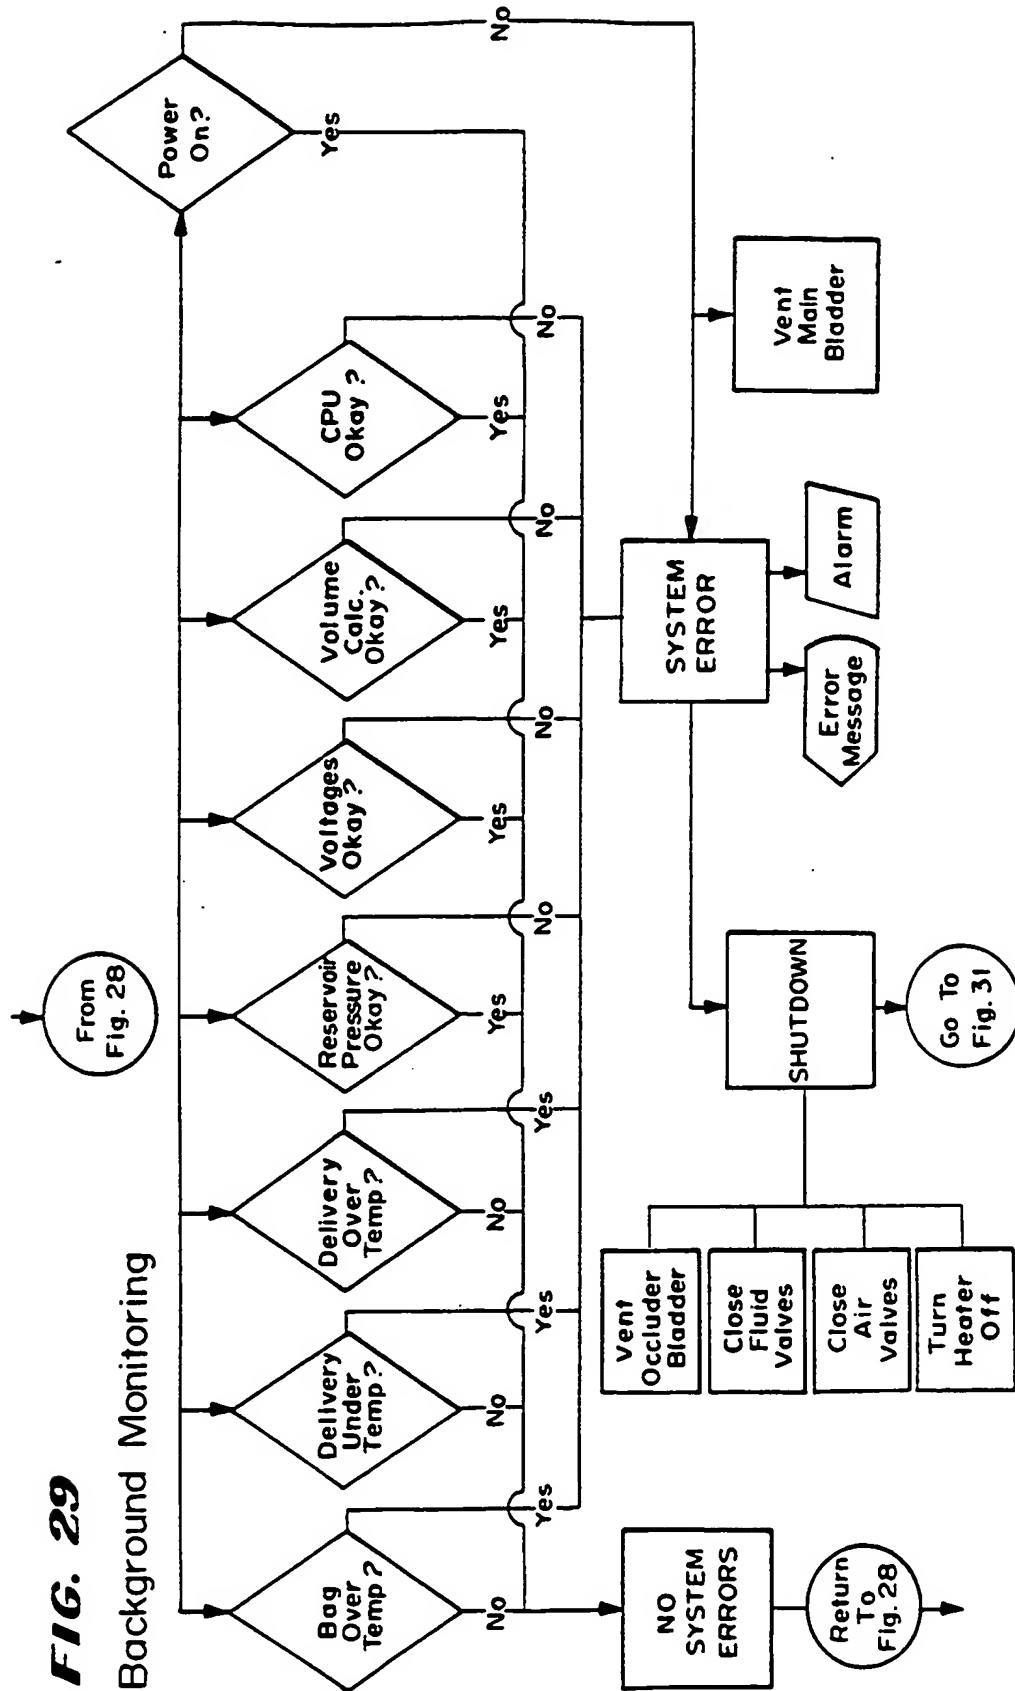 FIG. 29
Background Monitoring
From
Fig. 28
Bag
Over
Temp?
Yes
No
Delivery
Under
Temp?
Yes
No
Delivery
Over
Temp?
Yes
No
Reservoir
Pressure
Okay?
No
Yes
Voltages
Okay?
No
Yes
Volume
Calc.
Okay?
No
Yes
CPU
Okay?
No
Yes
Power
On?
No
Yes
NO
SYSTEM
ERRORS
Return
To
Fig. 28
Vent
Occluder
Bladder
Close
Fluid
Valves
Close
Air
Valves
Turn
Heater
Off
SHUTDOWN
Go To
Fig. 31
SYSTEM
ERROR
Error
Message
Alarm
Vent
Main
Bladder